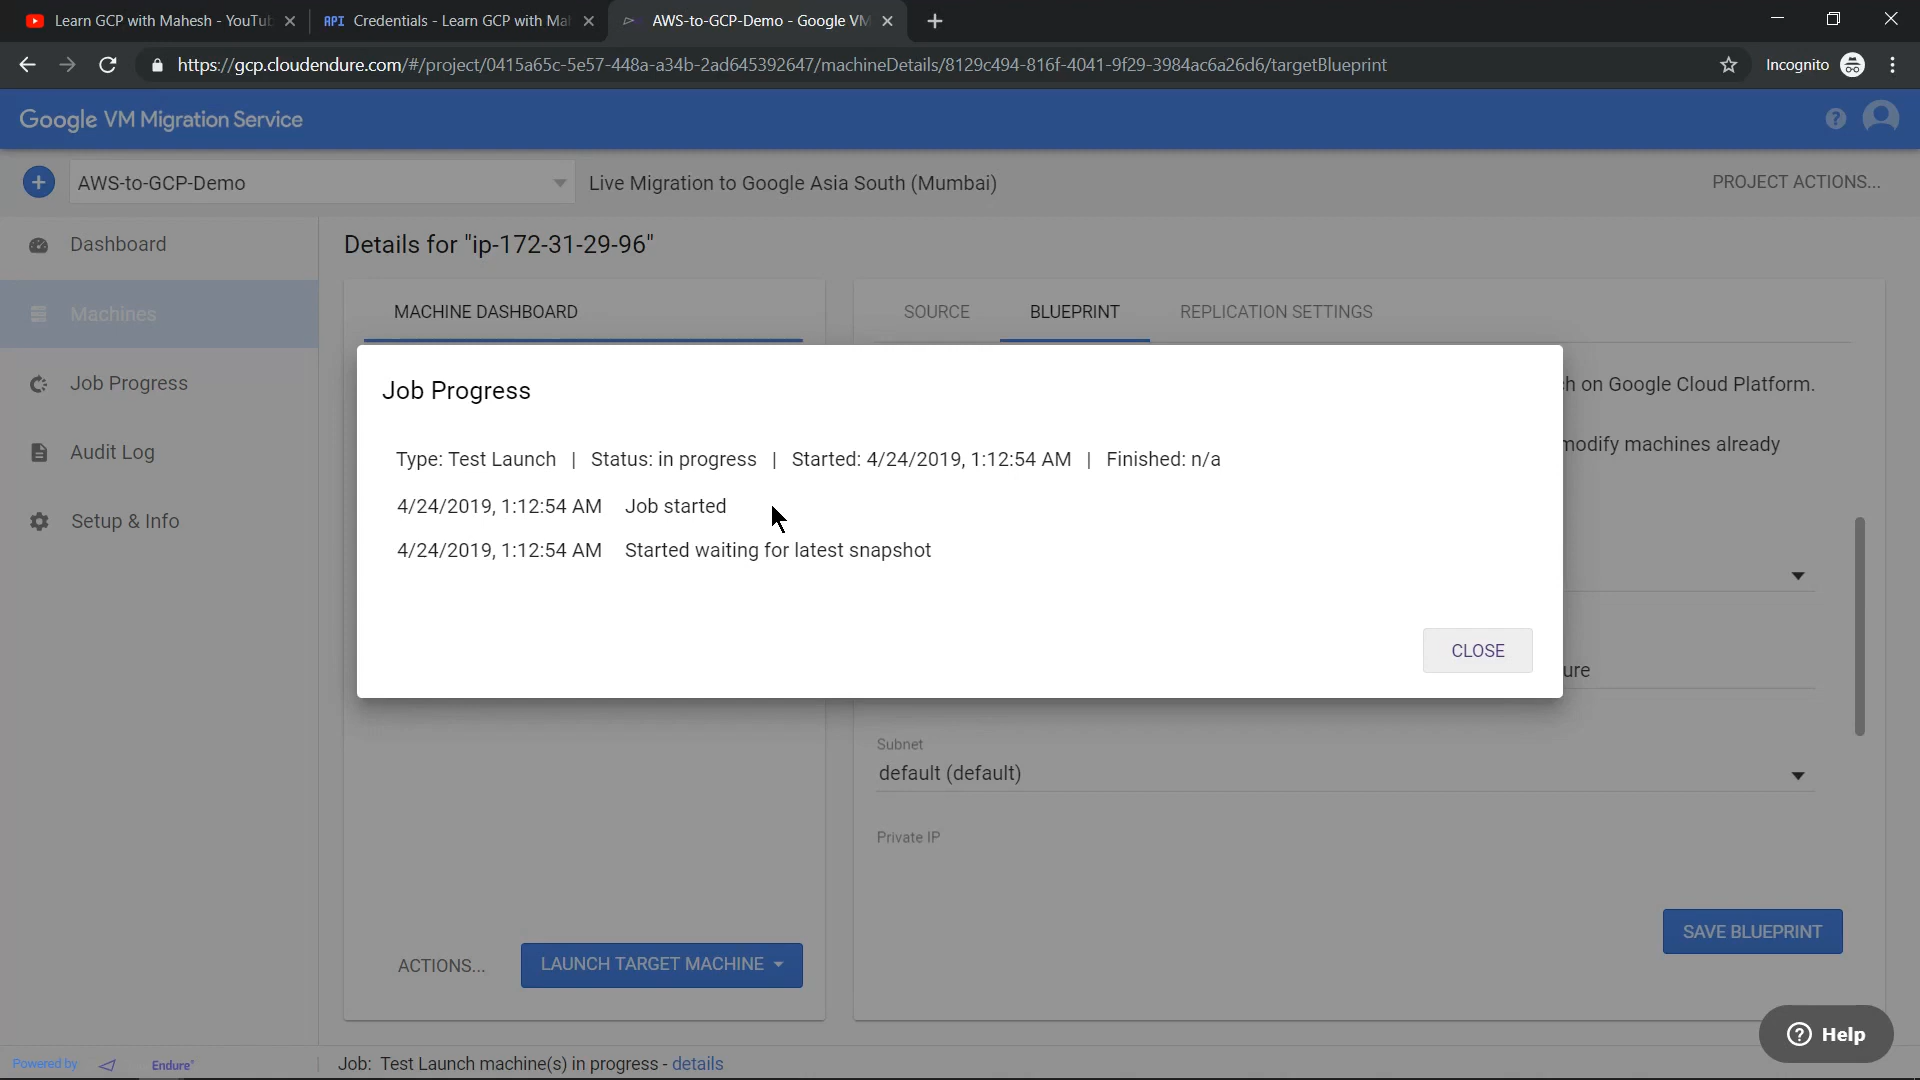 Learn GCP with Mahesh - YouTub
API Credentials - Learn GCP with Ma
AWS-to-GCP-Demo - Google VM
https://gcp.cloudendure.com/#/project/0415a65c-5e57-448a-a34b-2ad645392647/machineDetails/8129c494-816f-4041-9f29-3984ac6a26d6/targetBlueprint
Incognito
Google VM Migration Service
AWS-to-GCP-Demo
Live Migration to Google Asia South (Mumbai)
PROJECT ACTIONS...
Dashboard
Machines
Job Progress
Audit Log
Setup & Info
Details for "ip-172-31-29-96"
MACHINE DASHBOARD
SOURCE
BLUEPRINT
REPLICATION SETTINGS
h on Google Cloud Platform.
modify machines already
Job Progress
Type: Test Launch | Status: in progress | Started: 4/24/2019, 1:12:54 AM | Finished: n/a
4/24/2019, 1:12:54 AM Job started
4/24/2019, 1:12:54 AM Started waiting for latest snapshot
CLOSE
ure
Subnet
default (default)
Private IP
SAVE BLUEPRINT
ACTIONS...
LAUNCH TARGET MACHINE
Help
Powered by
Endure
Job: Test Launch machine(s) in progress - details